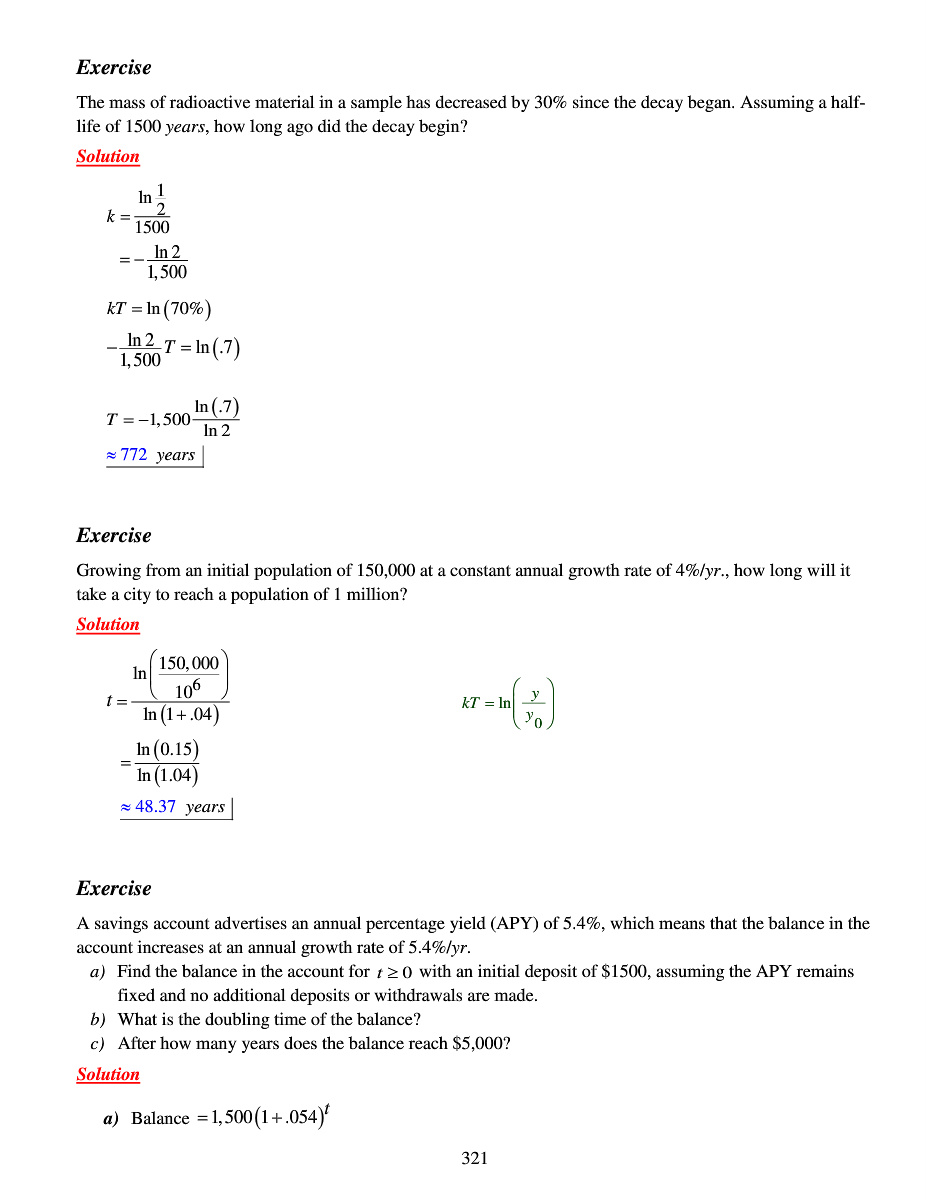 Exercise
The mass of radioactive material in a sample has decreased by 30% since the decay began. Assuming a half-
life of 1500 years, how long ago did the decay begin?
Solution
k = \frac{\ln \frac{1}{2}}{1500}
= -\frac{\ln 2}{1,500}
kT = \ln(70%)
-\frac{\ln 2}{1,500} T = \ln(.7)
T = -1,500 \frac{\ln(.7)}{\ln 2}
≈ 772 years
Exercise
Growing from an initial population of 150,000 at a constant annual growth rate of 4%/yr., how long will it
take a city to reach a population of 1 million?
Solution
t = \frac{\ln\left(\frac{150,000}{10^6}\right)}{\ln(1+.04)} kT = \ln\left(\frac{y}{y_0}\right)
= \frac{\ln(0.15)}{\ln(1.04)}
≈ 48.37 years
Exercise
A savings account advertises an annual percentage yield (APY) of 5.4%, which means that the balance in the
account increases at an annual growth rate of 5.4%/yr.
a) Find the balance in the account for t ≥ 0 with an initial deposit of $1500, assuming the APY remains
fixed and no additional deposits or withdrawals are made.
b) What is the doubling time of the balance?
c) After how many years does the balance reach $5,000?
Solution
a) Balance = 1,500(1+.054)^t
321